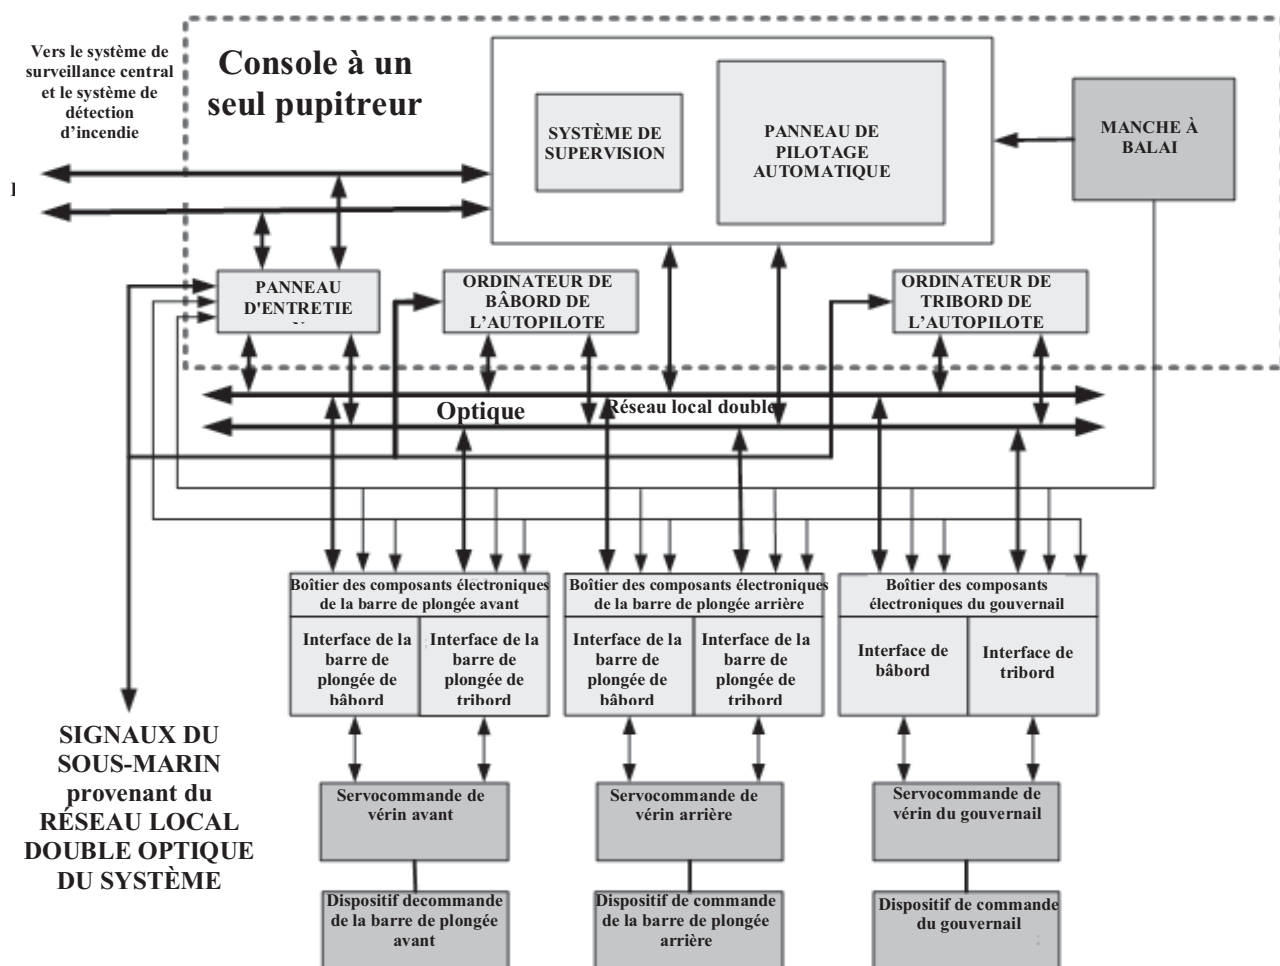 Vers le système de
surveillance central
et le système de
détection
d’incendie
Console à un
seul pupitreur
SYSTÈME DE
SUPERVISION
PANNEAU DE
PILOTAGE
AUTOMATIQUE
MANCHE À
BALAI
PANNEAU
D'ENTRETIE
ORDINATEUR DE
BÂBORD DE
L’AUTOPILOTE
ORDINATEUR DE
TRIBORD DE
L’AUTOPILOTE
Optique
Réseau local double
Boîtier des composants électroniques
de la barre de plongée avant
Interface de la
barre de
plongée de
bâbord
Interface de la
barre de
plongée de
tribord
Boîtier des composants électroniques
de la barre de plongée arrière
Interface de la
barre de
plongée de
bâbord
Interface de la
barre de
plongée de
tribord
Boîtier des composants
électroniques du gouvernail
Interface de
bâbord
Interface de
tribord
SIGNAUX DU
SOUS-MARIN
provenant du
RÉSEAU LOCAL
DOUBLE OPTIQUE
DU SYSTÈME
Servocommande de
vérin avant
Servocommande de
vérin arrière
Servocommande de
vérin du gouvernail
Dispositif decommande
de la barre de plongée
avant
Dispositif de commande
de la barre de plongée
arrière
Dispositif de commande
du gouvernail